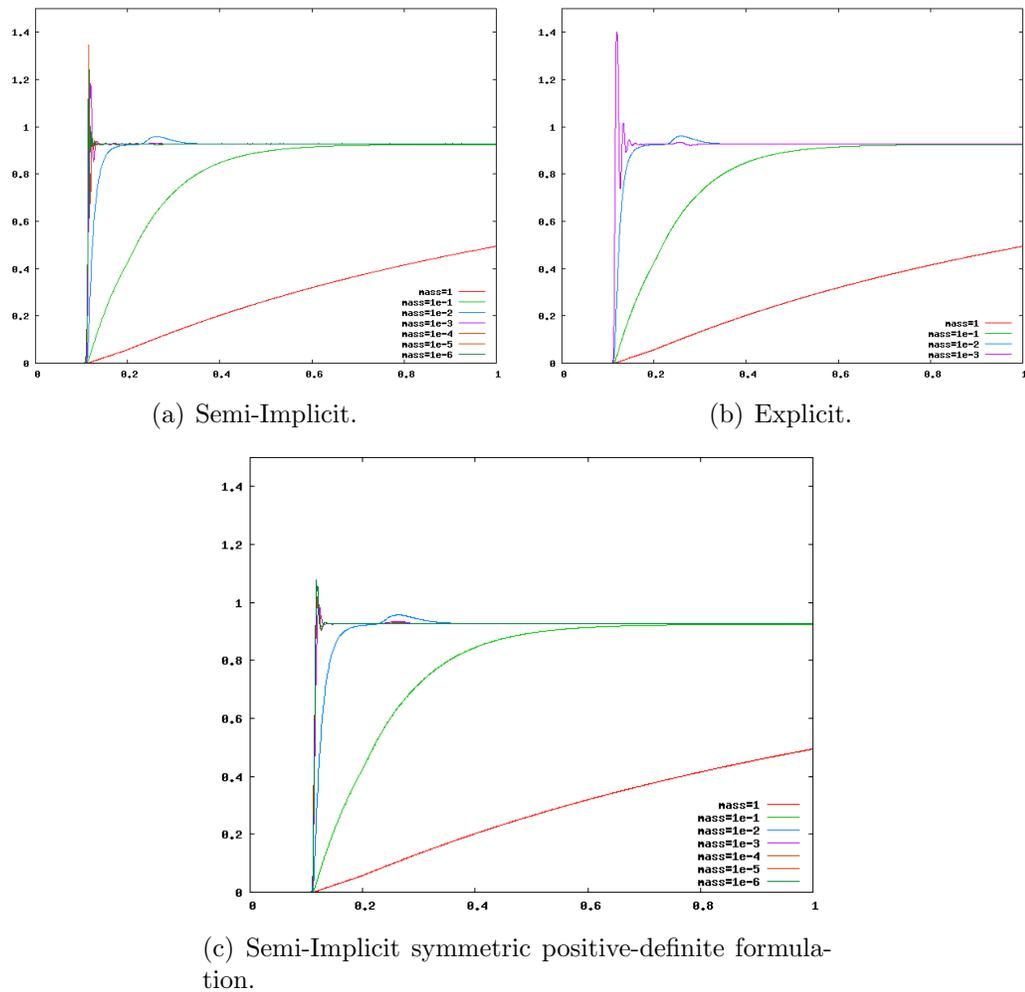 1.4
1.2
1
0.8
0.6
0.4
0.2
0
mass=1
mass=1e-1
mass=1e-2
mass=1e-3
mass=1e-4
mass=1e-5
mass=1e-6
0 0.2 0.4 0.6 0.8 1
(a) Semi-Implicit.
1.4
1.2
1
0.8
0.6
0.4
0.2
0
mass=1
mass=1e-1
mass=1e-2
mass=1e-3
0 0.2 0.4 0.6 0.8 1
(b) Explicit.
1.4
1.2
1
0.8
0.6
0.4
0.2
0
mass=1
mass=1e-1
mass=1e-2
mass=1e-3
mass=1e-4
mass=1e-5
mass=1e-6
0 0.2 0.4 0.6 0.8 1
(c) Semi-Implicit symmetric positive-definite formula-
tion.